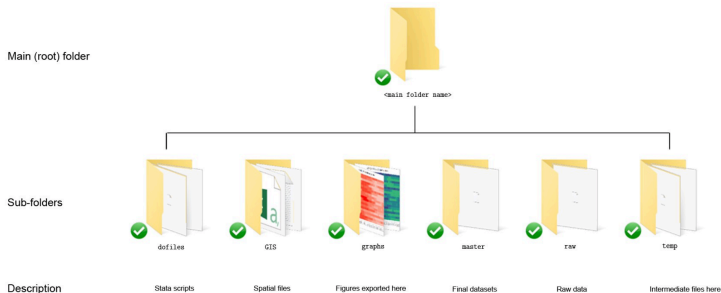 Main (root) folder
<main folder name>
Sub-folders
dofiles
GIS
graphs
master
raw
temp
Description
Stata scripts
Spatial files
Figures exported here
Final datasets
Raw data
Intermediate files here